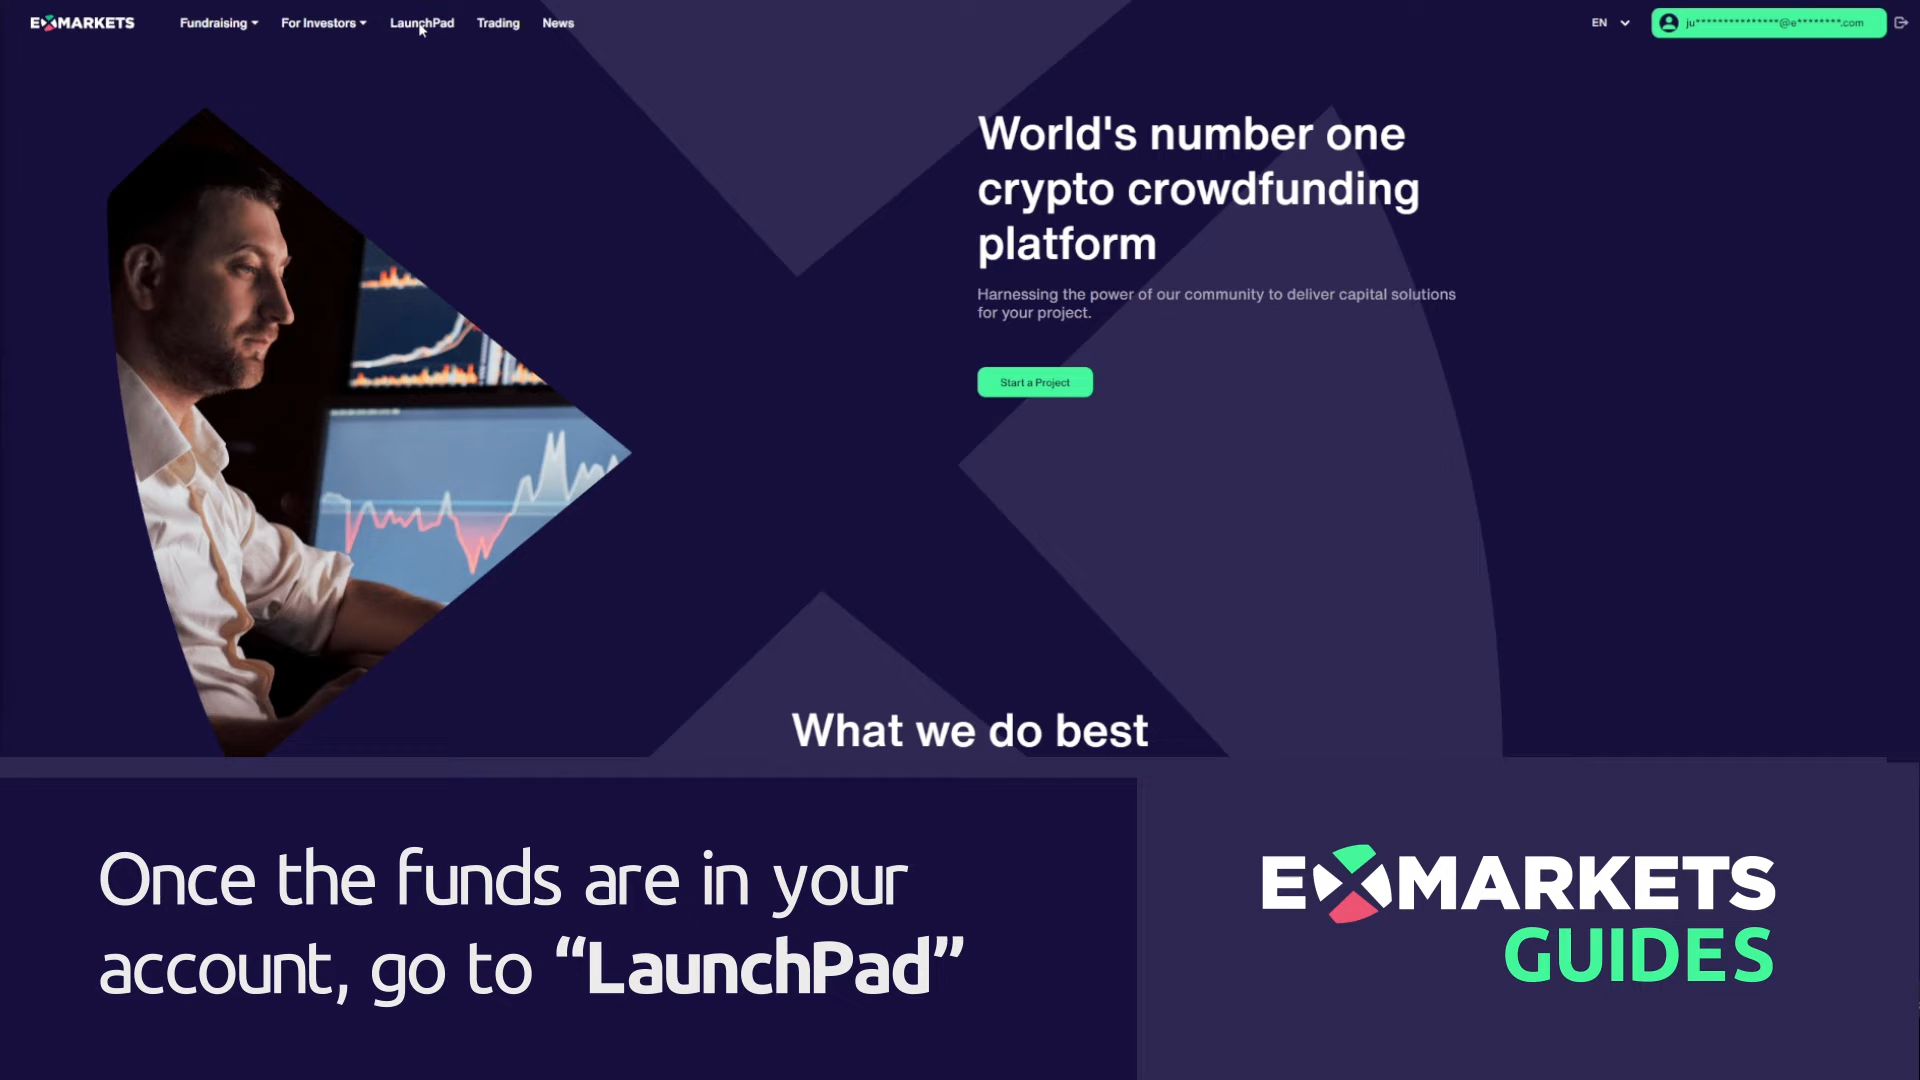 EXMARKETS
Fundraising
For Investors
LaunchPad
Trading
News
EN
ju***************@e********.com
World's number one
crypto crowdfunding
platform
Harnessing the power of our community to deliver capital solutions
for your project.
Start a Project
What we do best
Once the funds are in your
account, go to “LaunchPad”
EXMARKETS
GUIDES